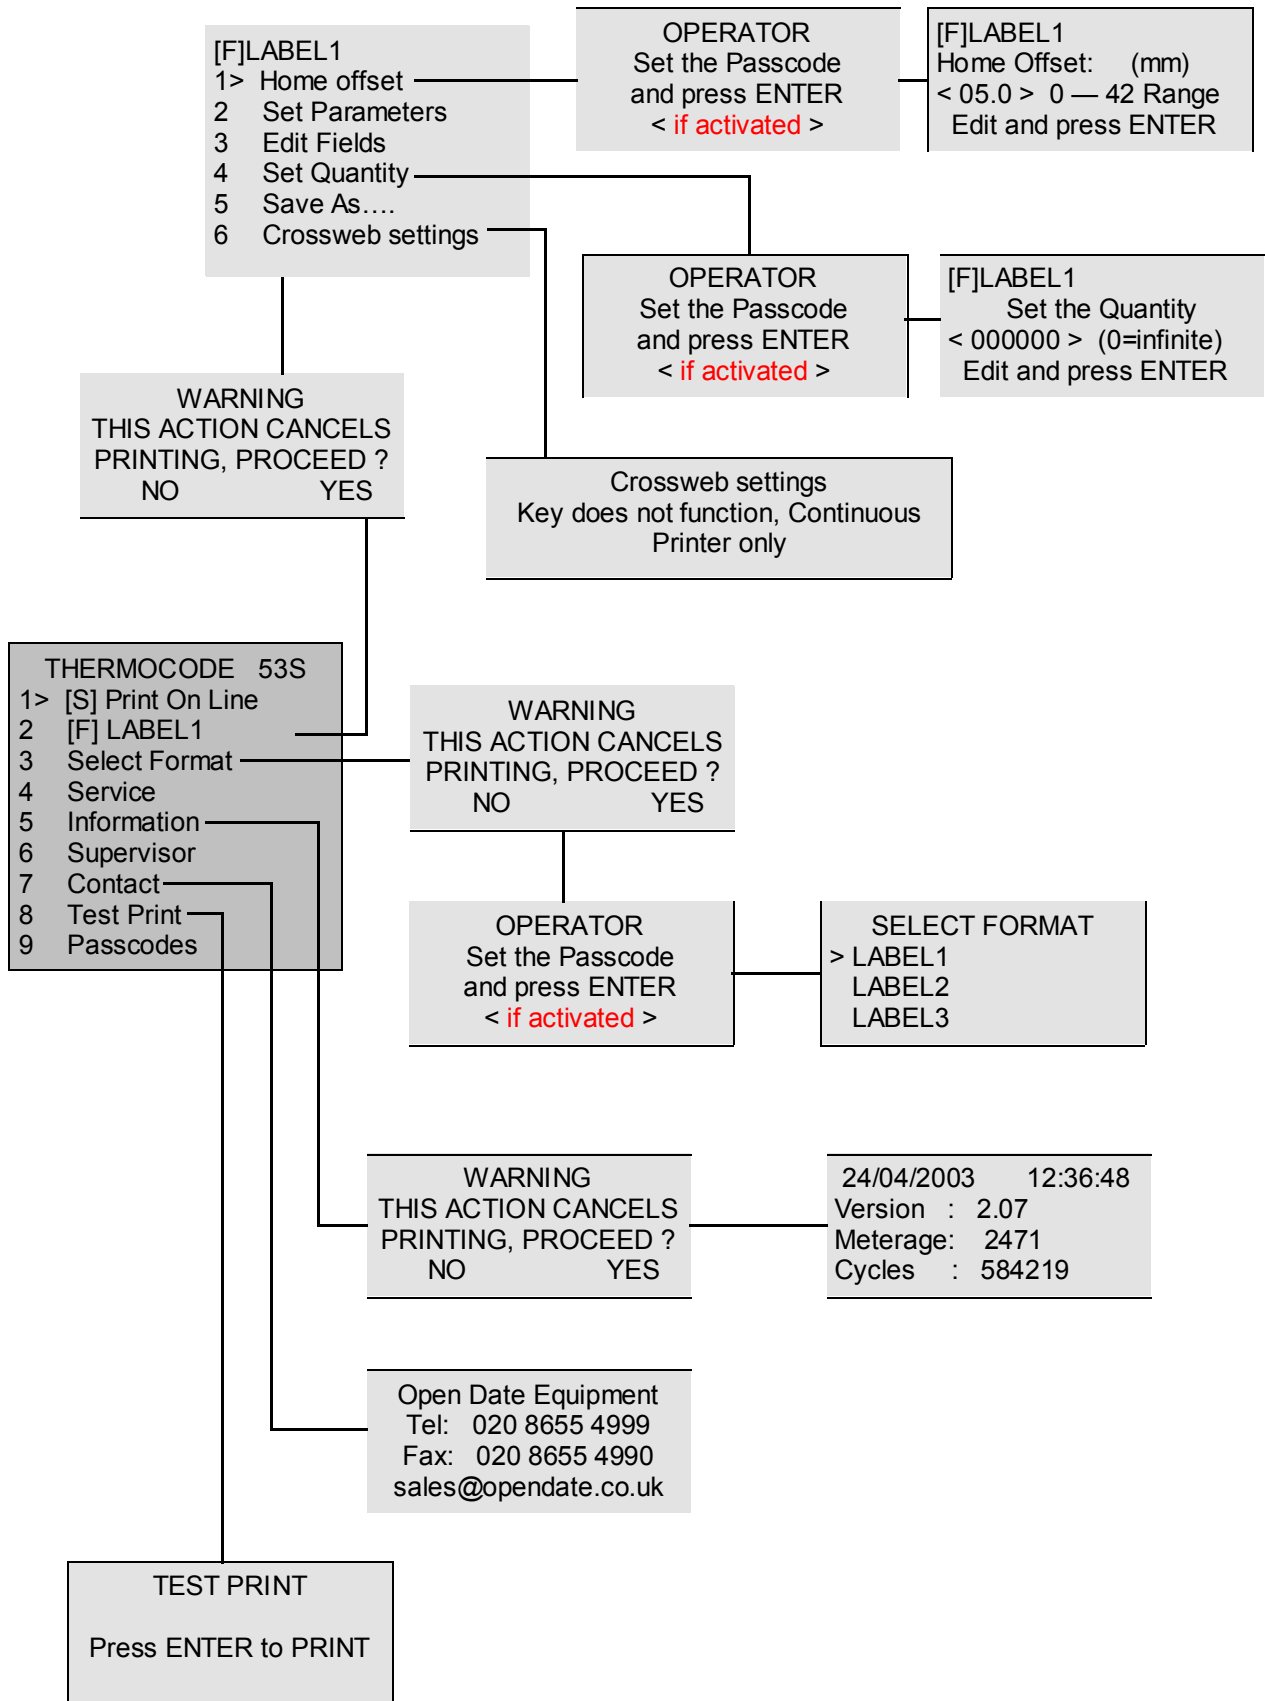 [F]LABEL1
1> Home offset
2 Set Parameters
3 Edit Fields
4 Set Quantity
5 Save As....
6 Crossweb settings
OPERATOR
Set the Passcode
and press ENTER
< if activated >
[F]LABEL1
Home Offset: (mm)
< 05.0 > 0 — 42 Range
Edit and press ENTER
OPERATOR
Set the Passcode
and press ENTER
< if activated >
[F]LABEL1
Set the Quantity
< 000000 > (0=infinite)
Edit and press ENTER
WARNING
THIS ACTION CANCELS
PRINTING, PROCEED ?
NO YES
Crossweb settings
Key does not function, Continuous
Printer only
THERMOCODE 53S
1> [S] Print On Line
2 [F] LABEL1
3 Select Format
4 Service
5 Information
6 Supervisor
7 Contact
8 Test Print
9 Passcodes
WARNING
THIS ACTION CANCELS
PRINTING, PROCEED ?
NO YES
OPERATOR
Set the Passcode
and press ENTER
< if activated >
SELECT FORMAT
> LABEL1
LABEL2
LABEL3
WARNING
THIS ACTION CANCELS
PRINTING, PROCEED ?
NO YES
24/04/2003 12:36:48
Version : 2.07
Meterage: 2471
Cycles : 584219
Open Date Equipment
Tel: 020 8655 4999
Fax: 020 8655 4990
sales@opendate.co.uk
TEST PRINT
Press ENTER to PRINT